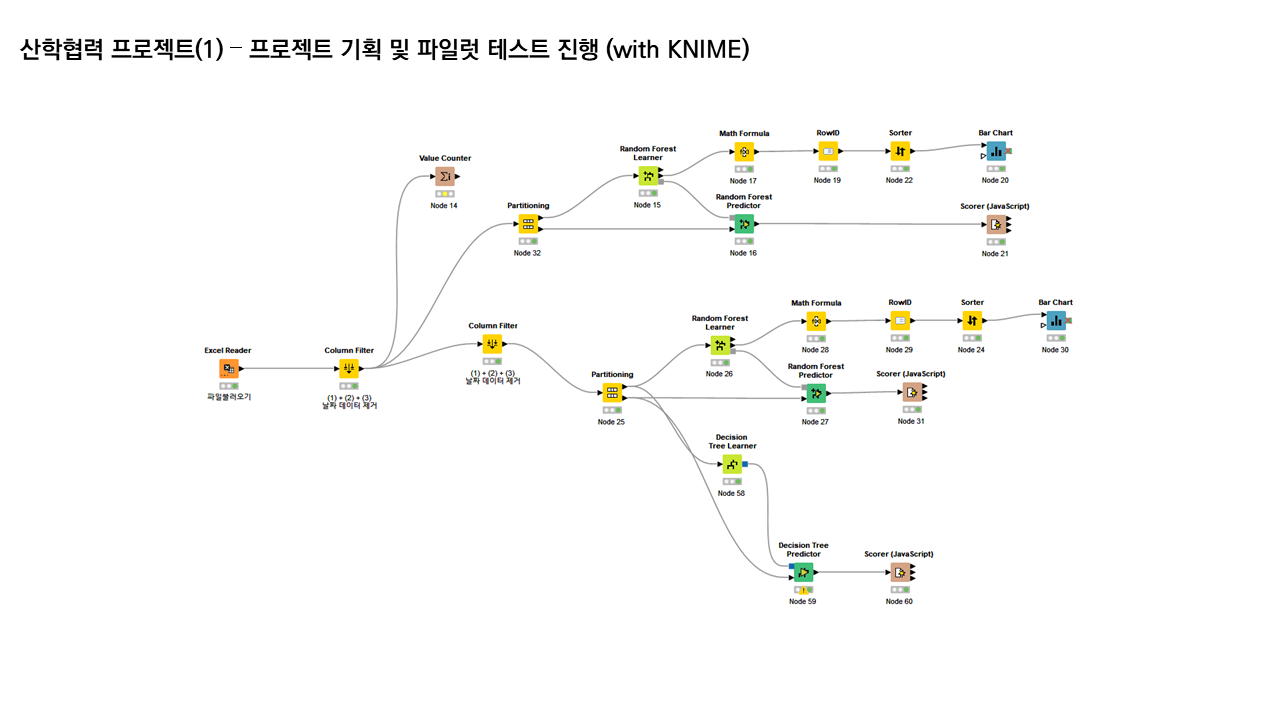 산학협력 프로젝트(1) – 프로젝트 기획 및 파일럿 테스트 진행 (with KNIME)
Math Formula
RowID
Sorter
Bar Chart
Random Forest
Learner
Value Counter
Node 17
Node 19
Node 22
Node 20
Node 14
Node 15
Random Forest
Predictor
Partitioning
Scorer (JavaScript)
Node 32
Node 16
Node 21
Math Formula
RowID
Sorter
Bar Chart
Random Forest
Learner
Column Filter
Excel Reader
Column Filter
Node 28
Node 29
Node 24
Node 30
Random Forest
Predictor
(1) + (2) + (3)
날짜 데이터 제거
Partitioning
Node 26
Scorer (JavaScript)
파일불러오기
(1) + (2) + (3)
날짜 데이터 제거
Node 25
Node 27
Node 31
Decision
Tree Learner
Node 58
Decision Tree
Predictor
Scorer (JavaScript)
Node 59
Node 60